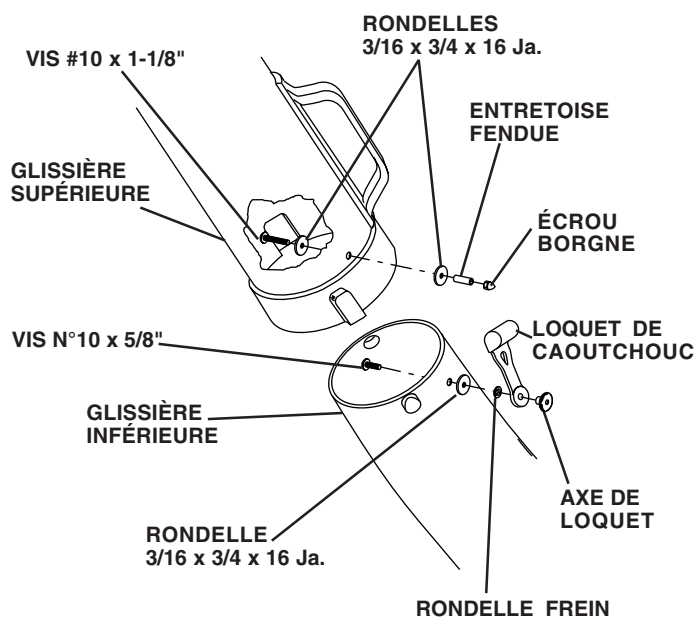 RONDELLES
3/16 x 3/4 x 16 Ja.
VIS #10 x 1-1/8"
ENTRETOISE
FENDUE
GLISSIÈRE
SUPÉRIEURE
ÉCROU
BORGNE
VIS N°10 x 5/8"
LOQUET DE
CAOUTCHOUC
GLISSIÈRE
INFÉRIEURE
AXE DE
LOQUET
RONDELLE
3/16 x 3/4 x 16 Ja.
RONDELLE FREIN